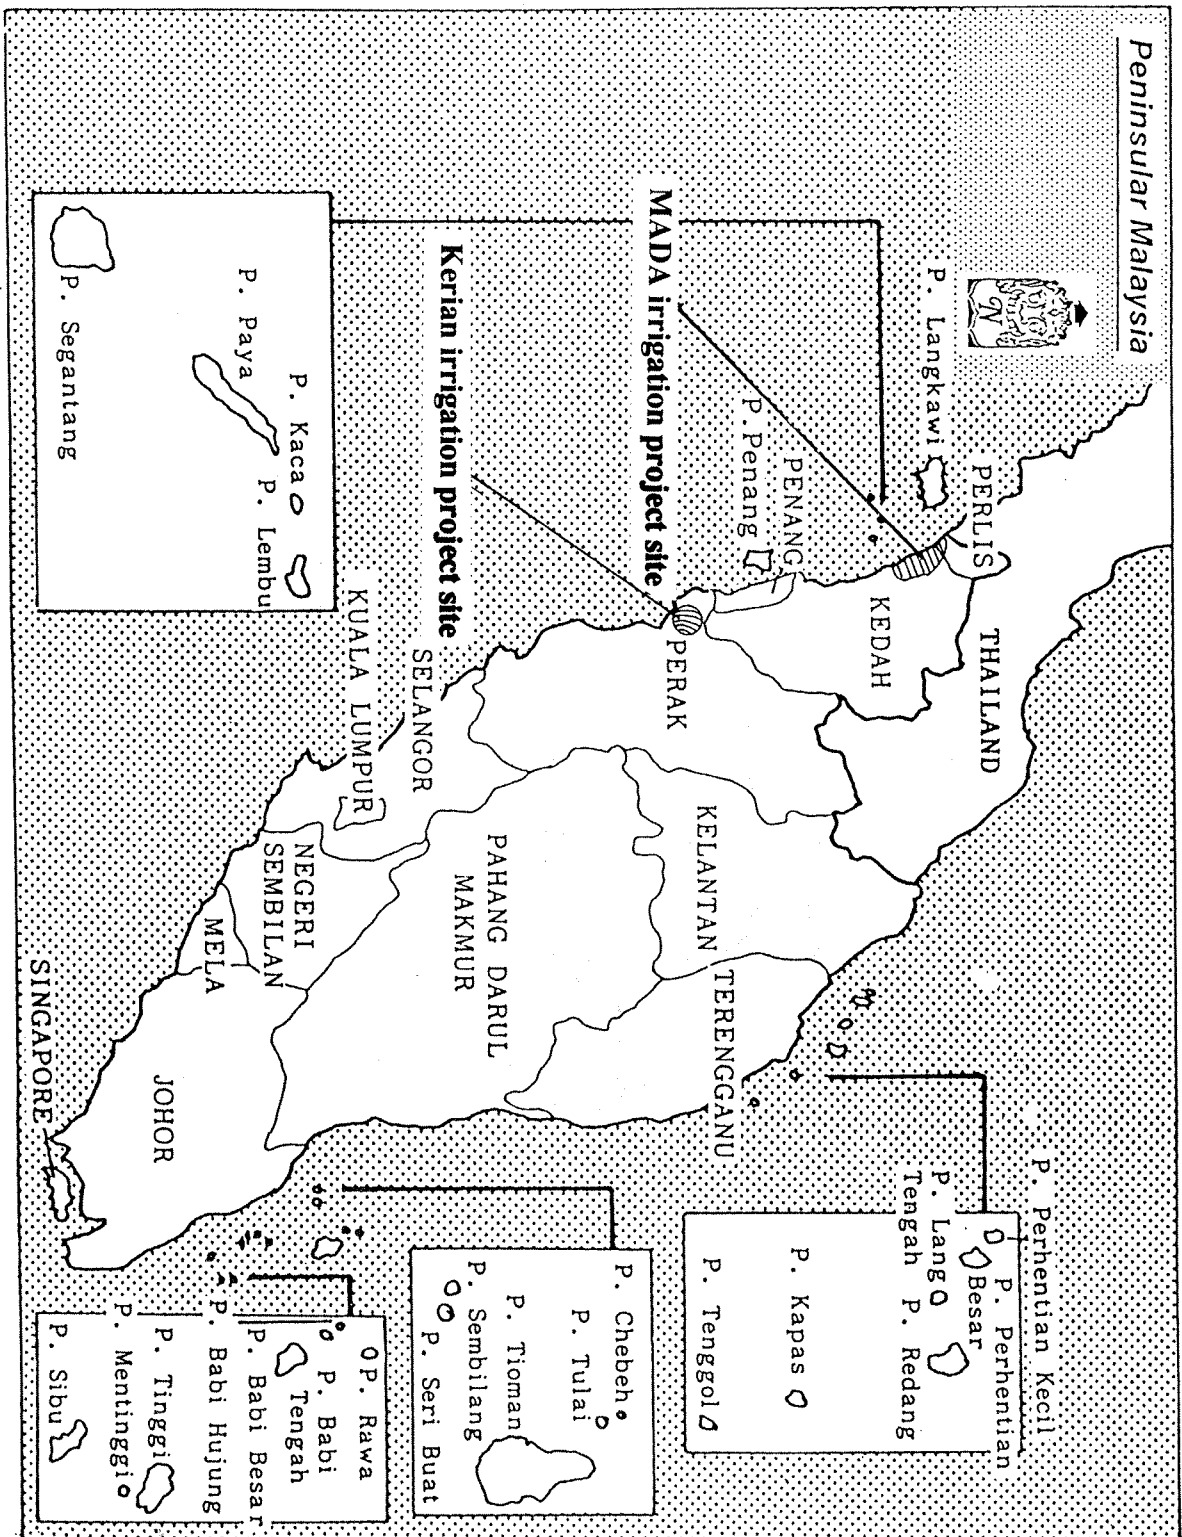 Peninsular Malaysia
N
P. Langkawi
MADA irrigation project site
Kerian irrigation project site
PERLIS
THAILAND
KEDAH
PENANG
P. Penang
PERAK
KELANTAN
TERENGGANU
PAHANG DARUL
MAKMUR
SELANGOR
KUALA LUMPUR
NEGERI
SEMBILAN
MELA
JOHOR
SINGAPORE
P. Kaca
P. Lembu
P. Paya
P. Segantang
P. Perhentian Kecil
P. Perhentian
Besar
P. Lang
Tengah
P. Redang
P. Kapas
P. Tenggol
P. Chebeh
P. Tulai
P. Tioman
P. Sembilang
P. Seri Buat
P. Rawa
P. Babi
Tengah
P. Babi Besar
P. Babi Hujung
P. Tinggi
P. Mentinggi
P. Sibu